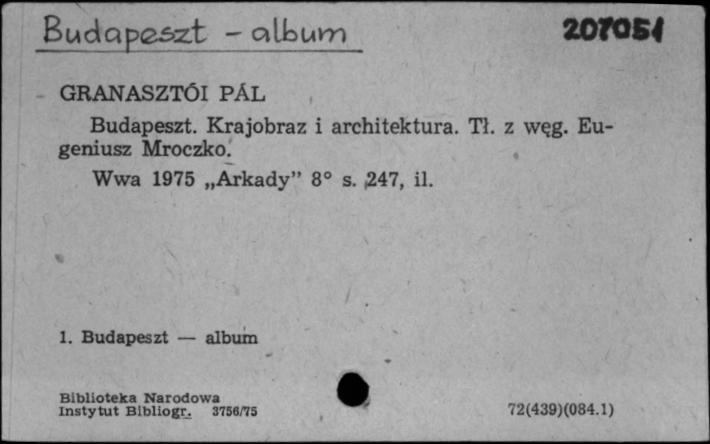 Budapeszt - album 207051
GRANASZTÓI PÁL
Budapeszt. Krajobraz i architektura. Tł. z węg. Eu-
geniusz Mroczko.
Wwa 1975 „Arkady” 8° s. 247, il.
1. Budapeszt — album
Biblioteka Narodowa
Instytut Bibliogr. 3756/75 72(439)(084.1)